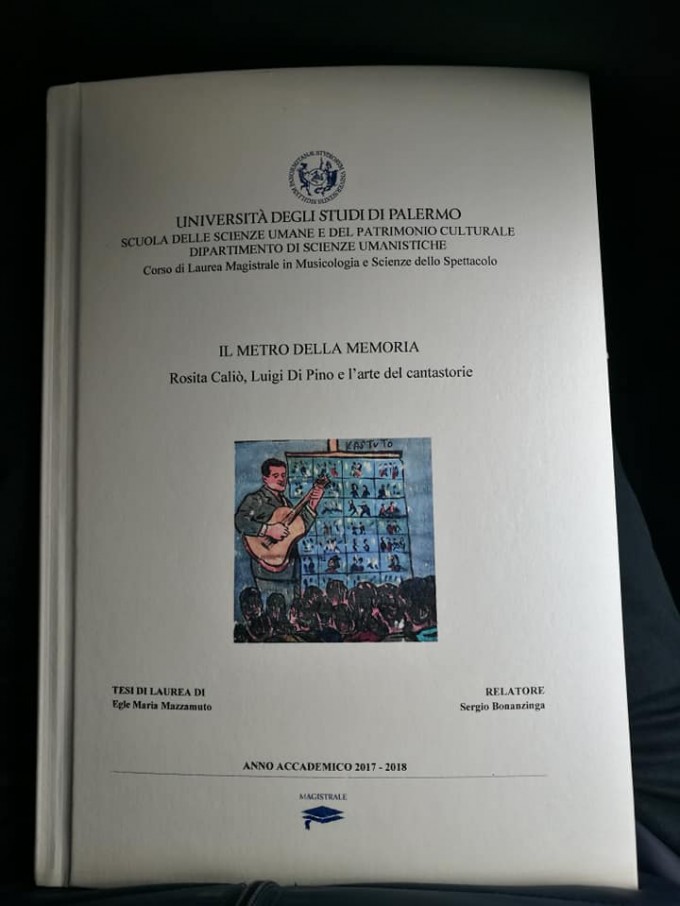 UNIVERSITÀ DEGLI STUDI DI PALERMO
SCUOLA DELLE SCIENZE UMANE E DEL PATRIMONIO CULTURALE
DIPARTIMENTO DI SCIENZE UMANISTICHE
Corso di Laurea Magistrale in Musicologia e Scienze dello Spettacolo
IL METRO DELLA MEMORIA
Rosita Caliò, Luigi Di Pino e l'arte del cantastorie
TESI DI LAUREA DI
Egle Maria Mazzamuto
RELATORE
Sergio Bonanzinga
ANNO ACCADEMICO 2017 - 2018
MAGISTRALE